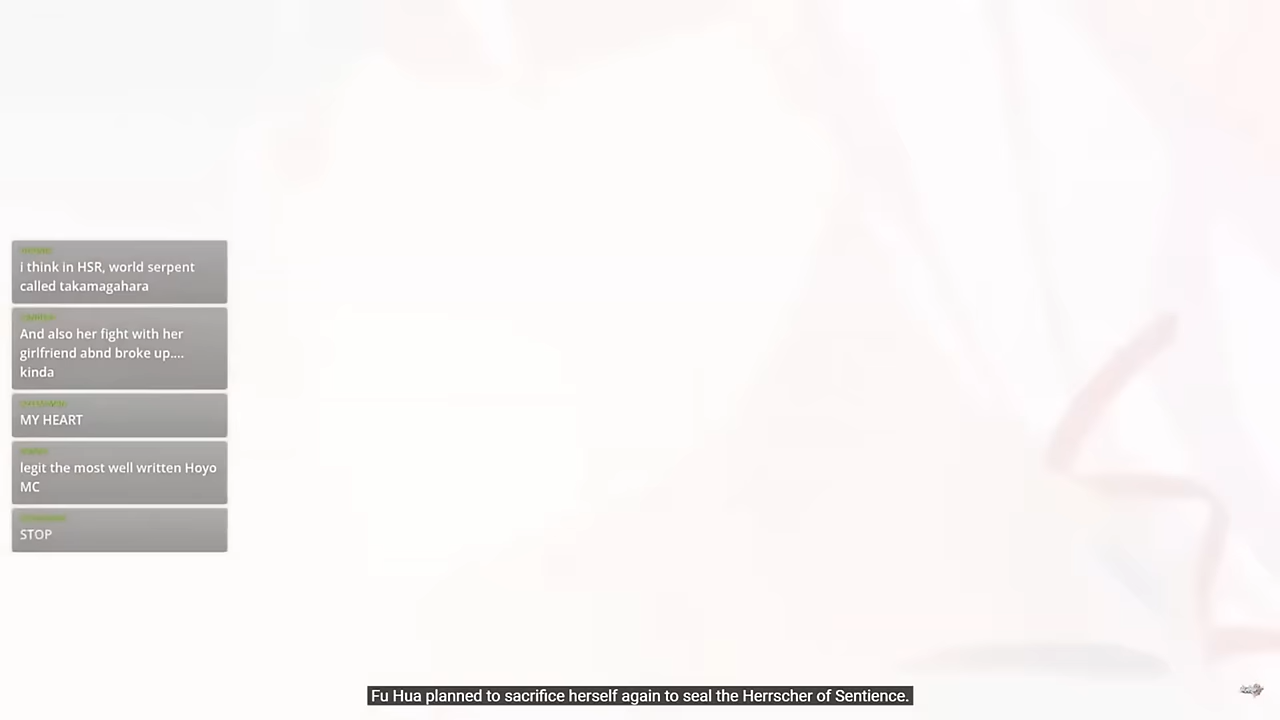 i think in HSR, world serpent
called takamagahara
And also her fight with her
girlfriend abnd broke up....
kinda
MY HEART
legit the most well written Hoyo
MC
STOP
Fu Hua planned to sacrifice herself again to seal the Herrscher of Sentience.